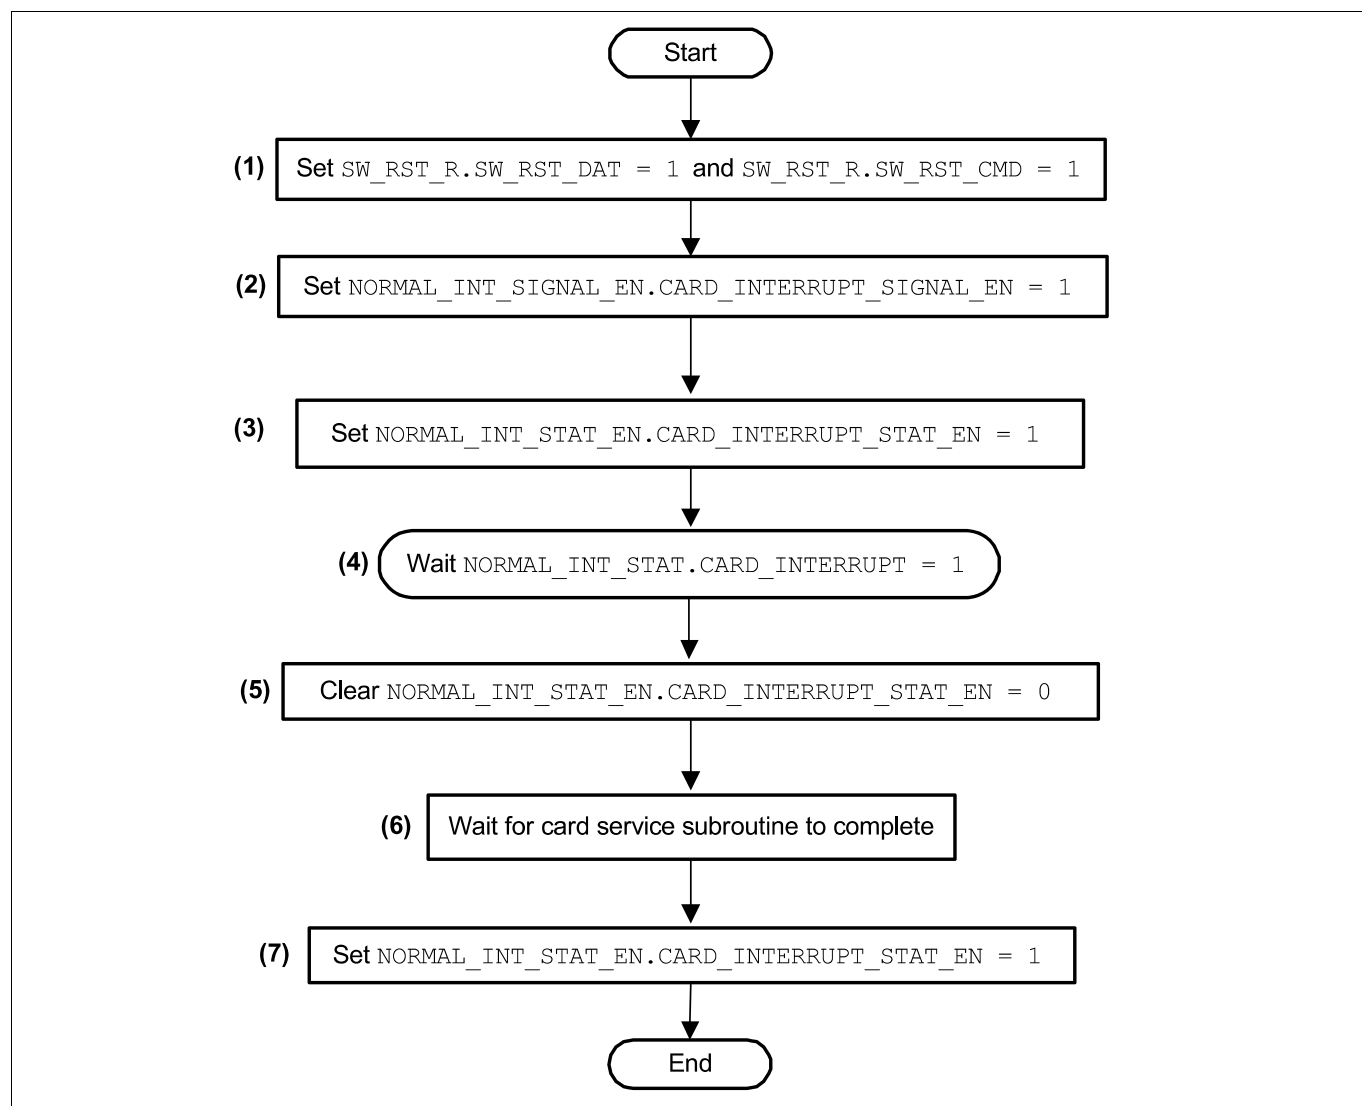 Start
(1) Set SW_RST_R.SW_RST_DAT = 1 and SW_RST_R.SW_RST_CMD = 1
(2) Set NORMAL_INT_SIGNAL_EN.CARD_INTERRUPT_SIGNAL_EN = 1
(3) Set NORMAL_INT_STAT_EN.CARD_INTERRUPT_STAT_EN = 1
(4) Wait NORMAL_INT_STAT.CARD_INTERRUPT = 1
(5) Clear NORMAL_INT_STAT_EN.CARD_INTERRUPT_STAT_EN = 0
(6) Wait for card service subroutine to complete
(7) Set NORMAL_INT_STAT_EN.CARD_INTERRUPT_STAT_EN = 1
End